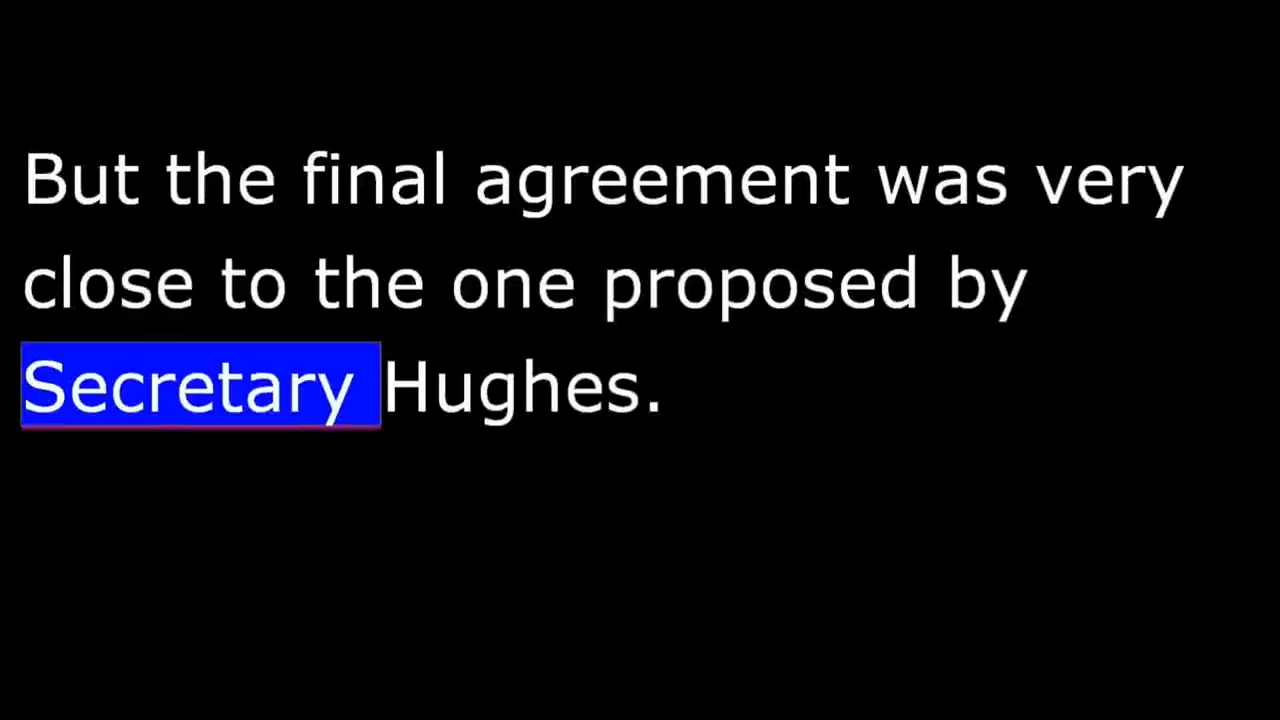 But the final agreement was very
close to the one proposed by
Secretary Hughes.